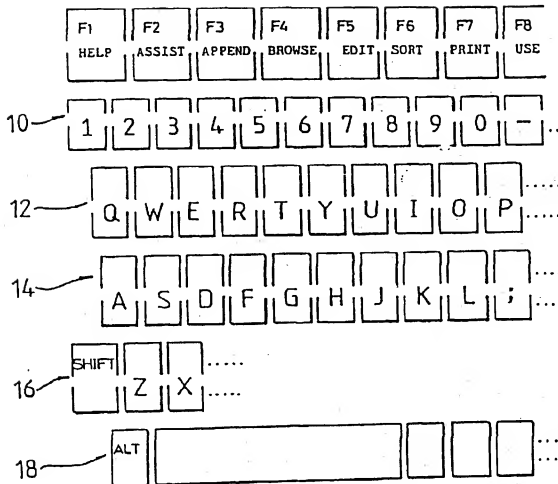 F1 F2 F3 F4 F5 F6 F7 F8
HELP ASSIST APPEND BROWSE EDIT SORT PRINT USE
10 1 2 3 4 5 6 7 8 9 0 - ...
12 Q W E R T Y U I O P .....
14 A S D F G H J K L ; ...
SHIFT .....
16 Z X .....
ALT ...
18 ...